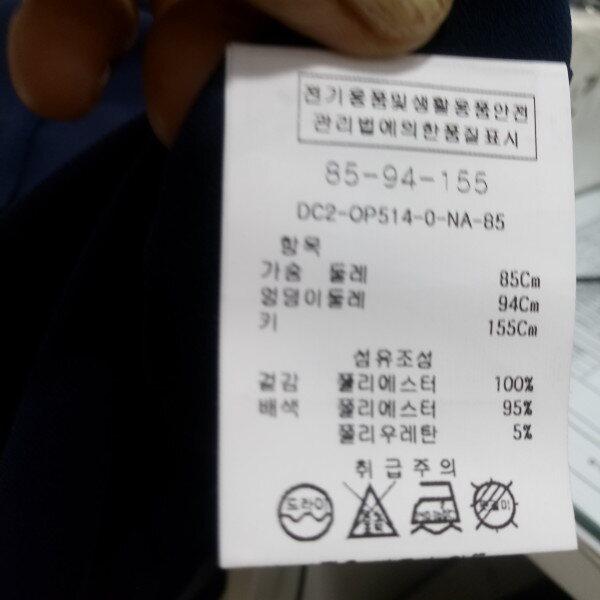 전기용품및생활용품안전
관리법에의한품질표시
85-94-155
DC2-OP514-0-NA-85
항목
가슴 둘레 85Cm
엉덩이둘레 94Cm
키 155Cm
섬유조성
겉감 폴리에스터 100%
배색 폴리에스터 95%
폴리우레탄 5%
취급주의
드라이